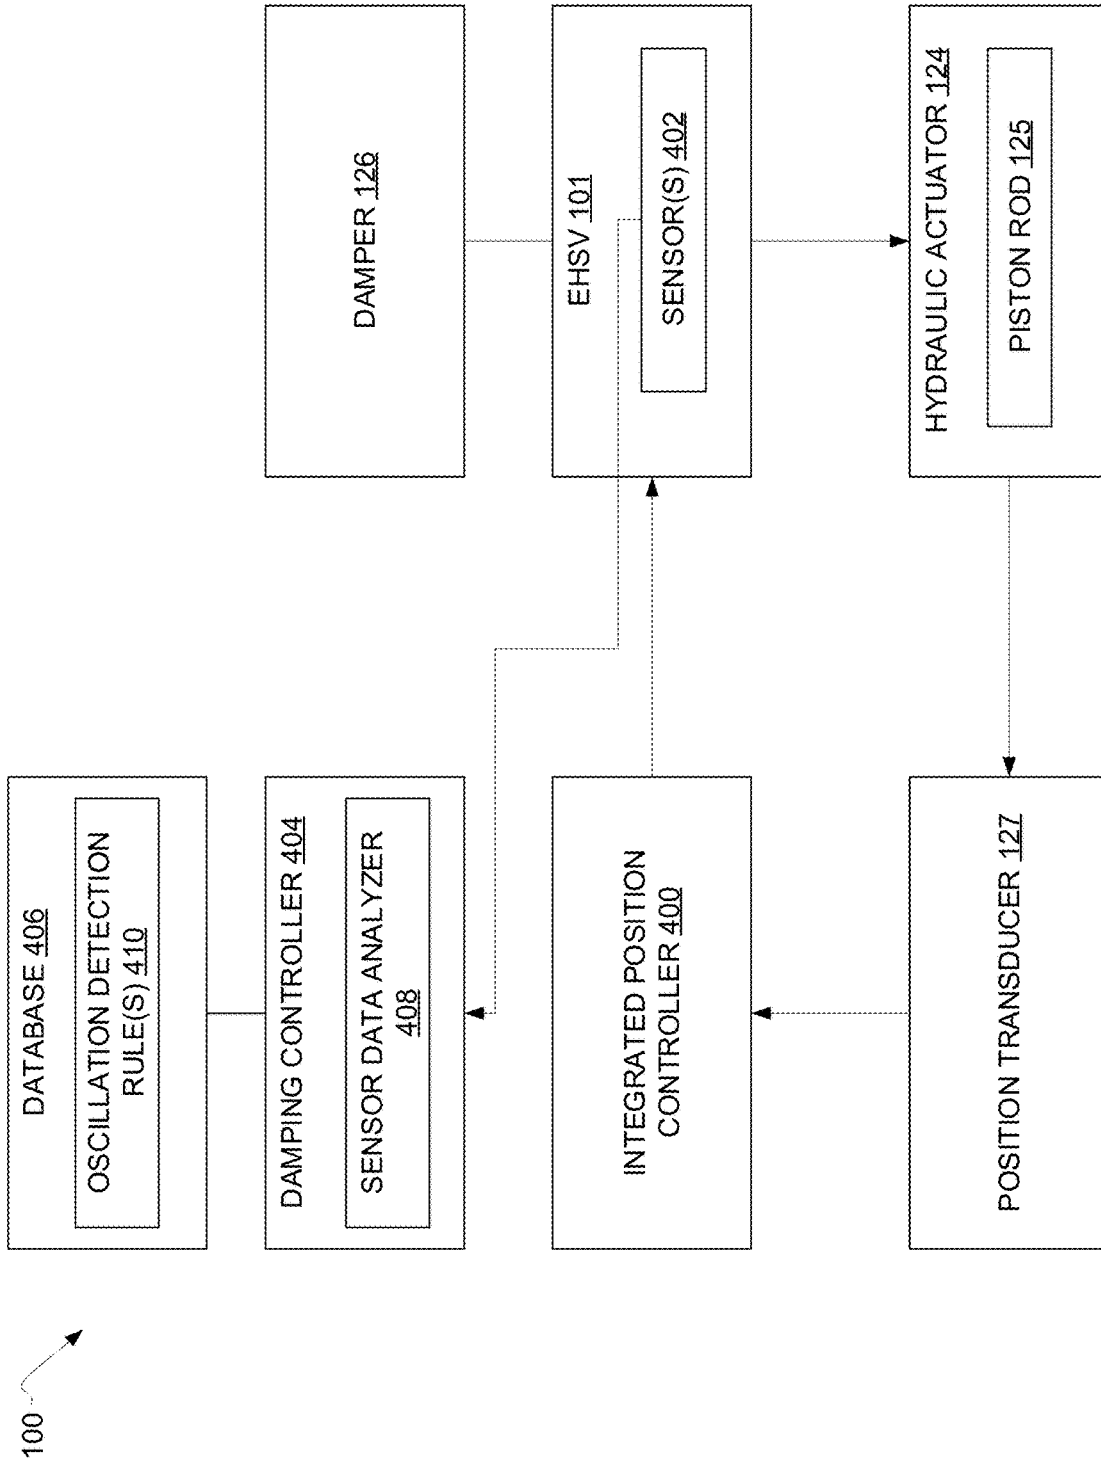 100
DATABASE 406
OSCILLATION DETECTION
RULE(S) 410
DAMPING CONTROLLER 404
SENSOR DATA ANALYZER
408
INTEGRATED POSITION
CONTROLLER 400
POSITION TRANSDUCER 127
DAMPER 126
EHSV 101
SENSOR(S) 402
HYDRAULIC ACTUATOR 124
PISTON ROD 125